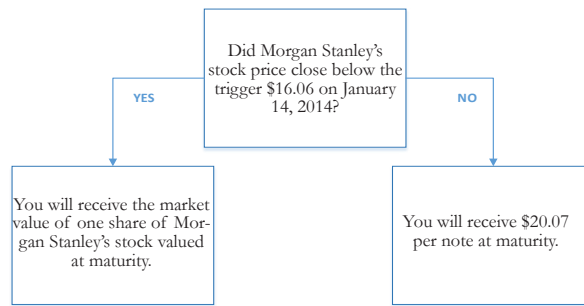 Did Morgan Stanley's
stock price close below the
trigger $16.06 on January
14, 2014?
YES
NO
You will receive the market
value of one share of Mor-
gan Stanley's stock valued
at maturity.
You will receive $20.07
per note at maturity.